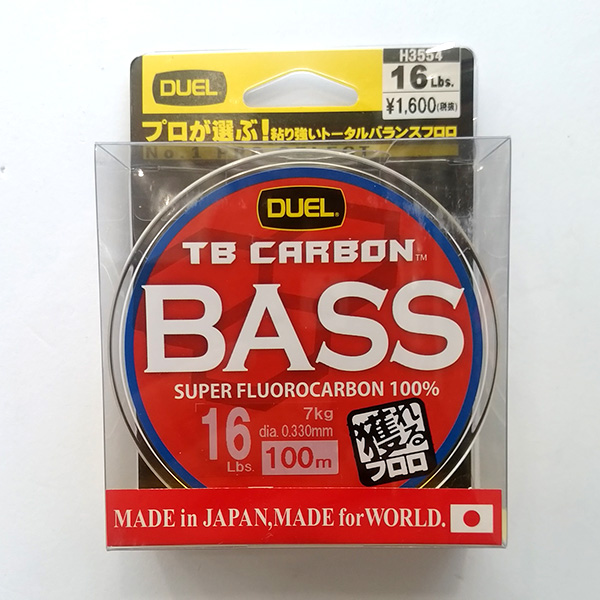 H3554
DUEL®
16 Lbs.
¥1,600(税抜)
プロが選ぶ!粘り強いトータルバランスフロロ
DUEL®
TB CARBON™
BASS
SUPER FLUOROCARBON 100%
16
Lbs.
7kg
dia. 0.330mm
100m
獲れる
フロロ
MADE in JAPAN,MADE for WORLD.